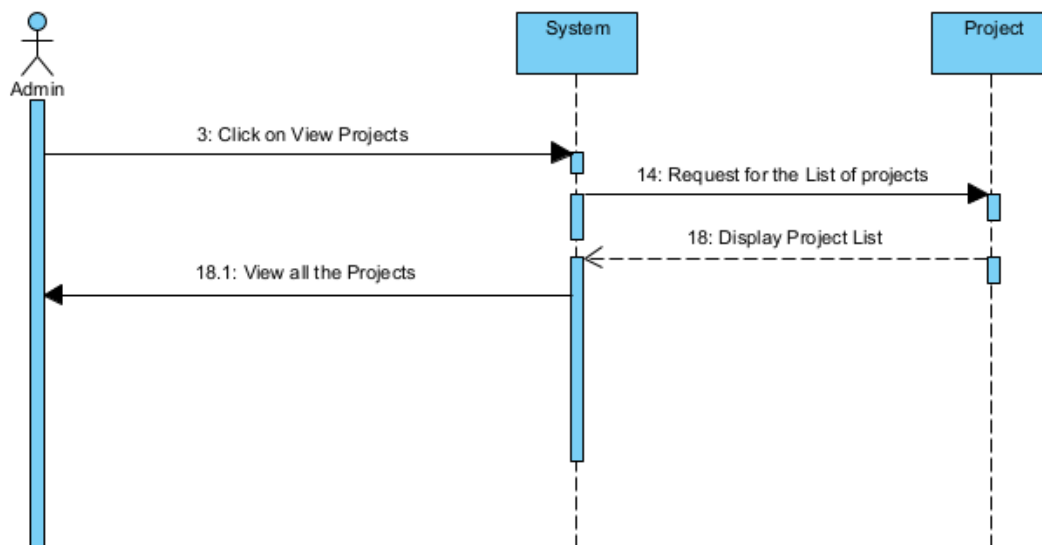 System
Project
Admin
3: Click on View Projects
14: Request for the List of projects
18: Display Project List
18.1: View all the Projects